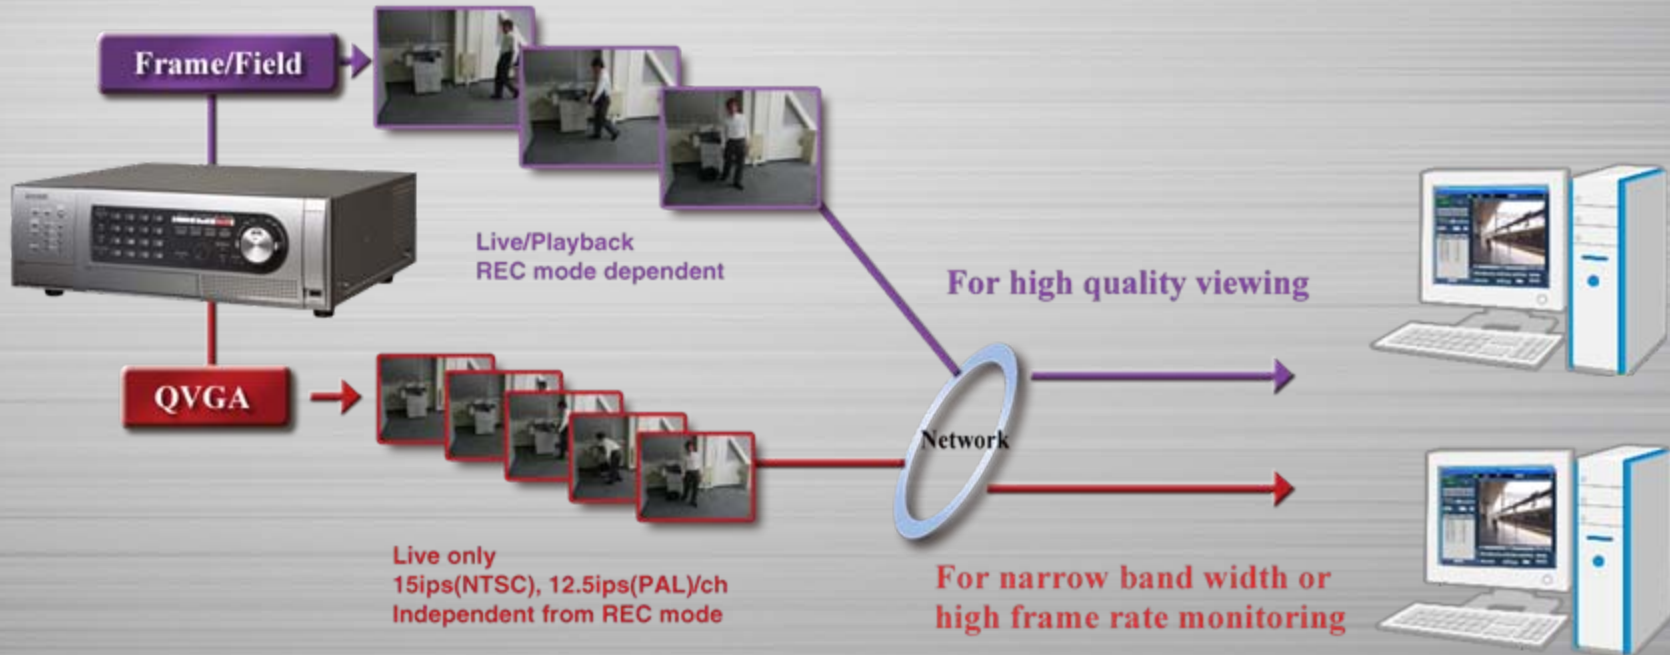 Frame/Field
Live/Playback
REC mode dependent
For high quality viewing
QVGA
Network
Live only
15ips(NTSC), 12.5ips(PAL)/ch
Independent from REC mode
For narrow band width or
high frame rate monitoring